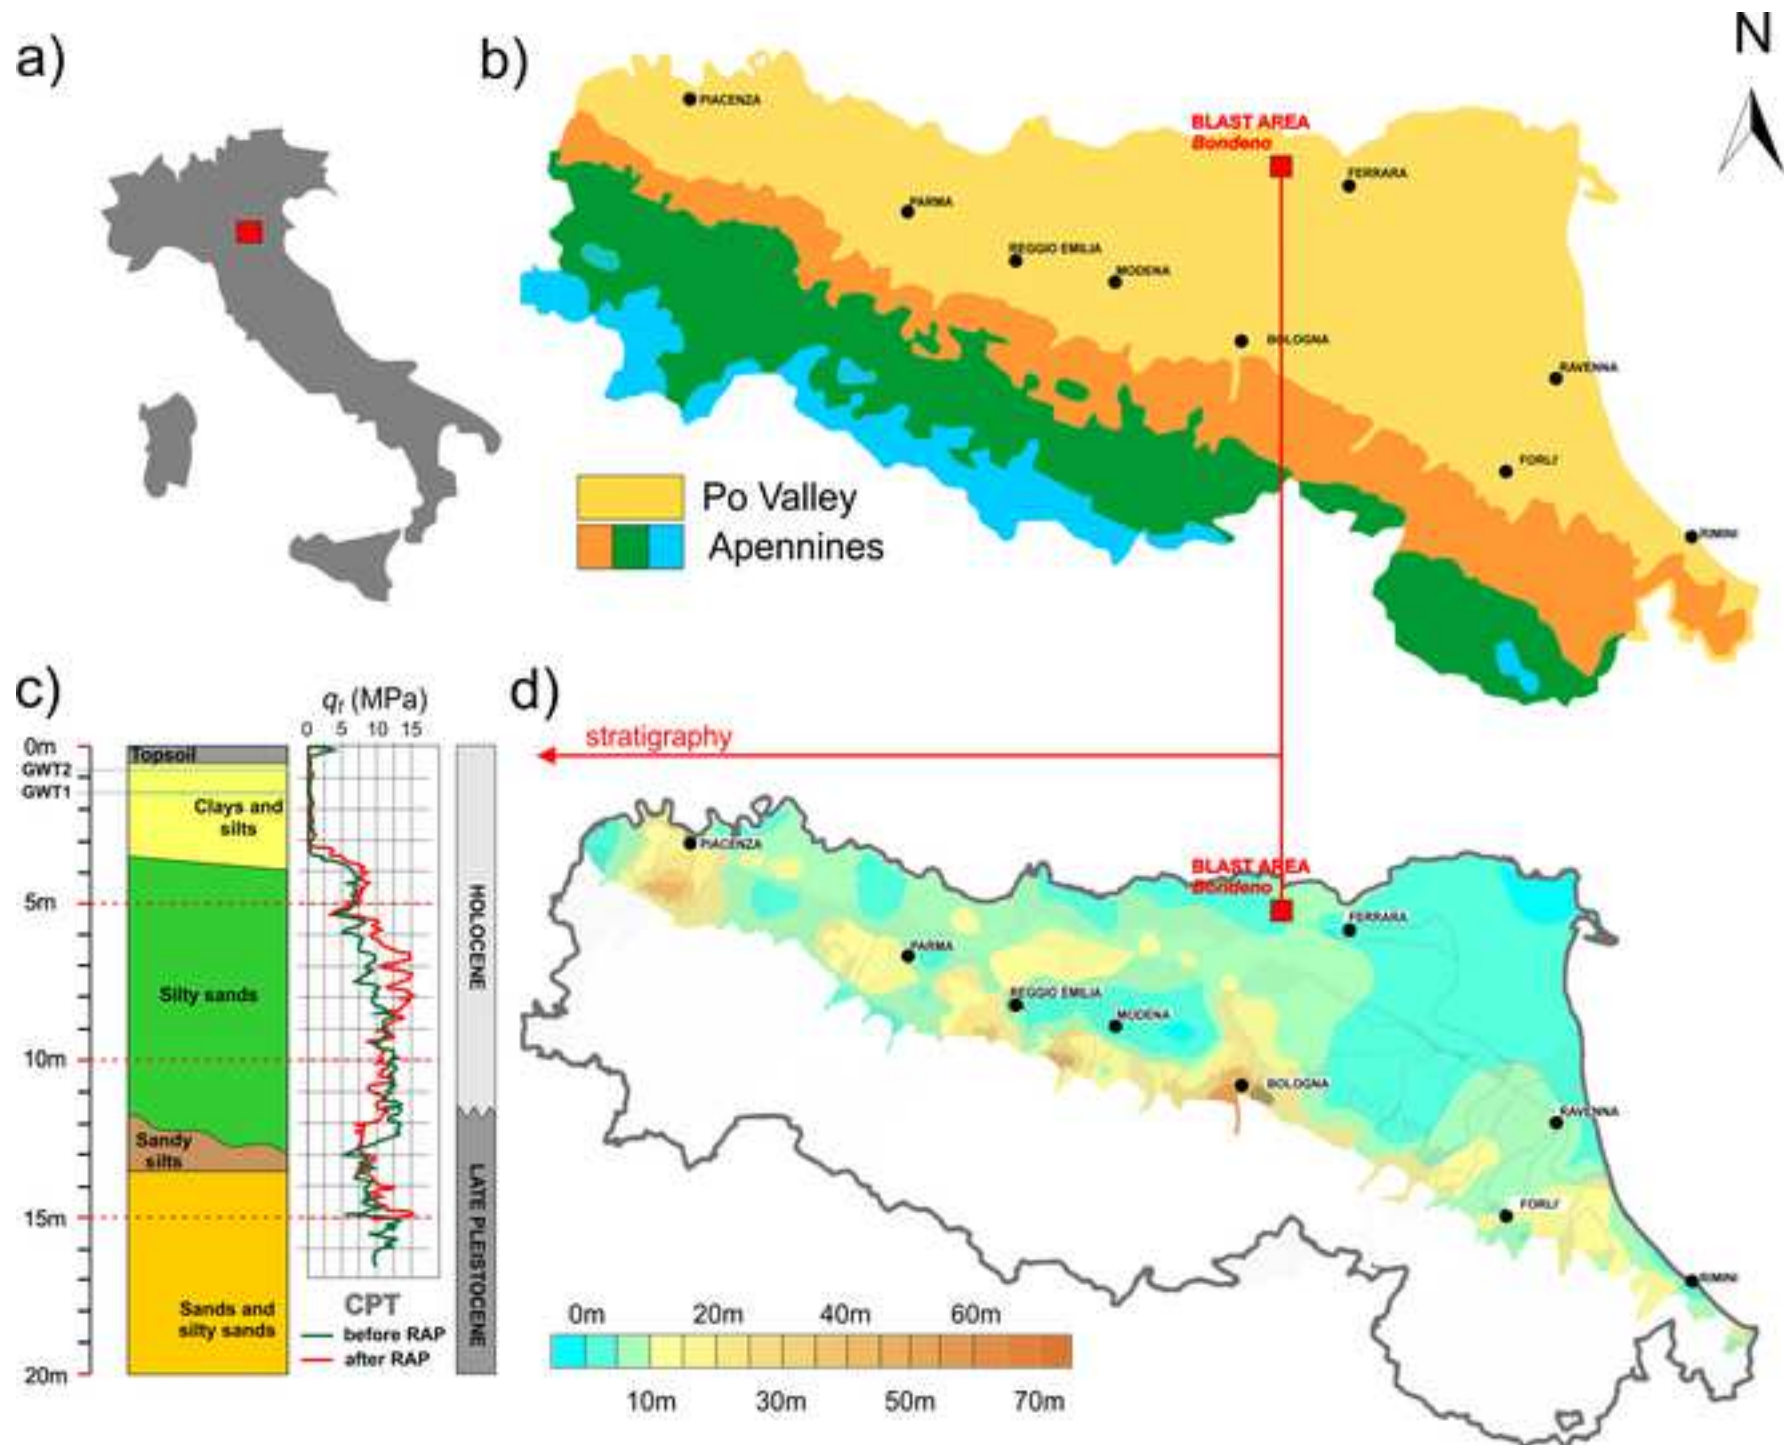 a)
b)
N
PIACENZA
BLAST AREA
Bondeno
FERRARA
PARMA
REGGIO EMILIA
MODENA
BOLOGNA
RAVENNA
FORLI'
RIMINI
Po Valley
Apennines
c)
qt (MPa)
0 5 10 15
0m
GWT2
GWT1
5m
10m
15m
20m
Topsoil
Clays and
silts
Silty sands
Sandy
silts
Sands and
silty sands
HOLOCENE
LATE PLEISTOCENE
CPT
before RAP
after RAP
d)
stratigraphy
PIACENZA
BLAST AREA
Bondeno
FERRARA
PARMA
REGGIO EMILIA
MODENA
BOLOGNA
RAVENNA
FORLI'
RIMINI
0m 20m 40m 60m
10m 30m 50m 70m